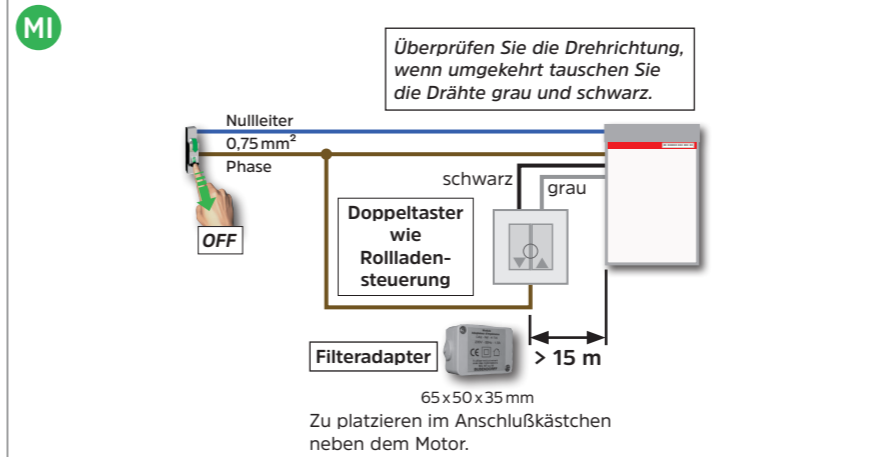 MI
Überprüfen Sie die Drehrichtung,
wenn umgekehrt tauschen Sie
die Drähte grau und schwarz.
Nullleiter
0,75 mm²
Phase
OFF
schwarz
grau
Doppeltaster
wie
Rollladen-
steuerung
Filteradapter
> 15 m
65 x 50 x 35 mm
Zu platzieren im Anschlußkästchen
neben dem Motor.